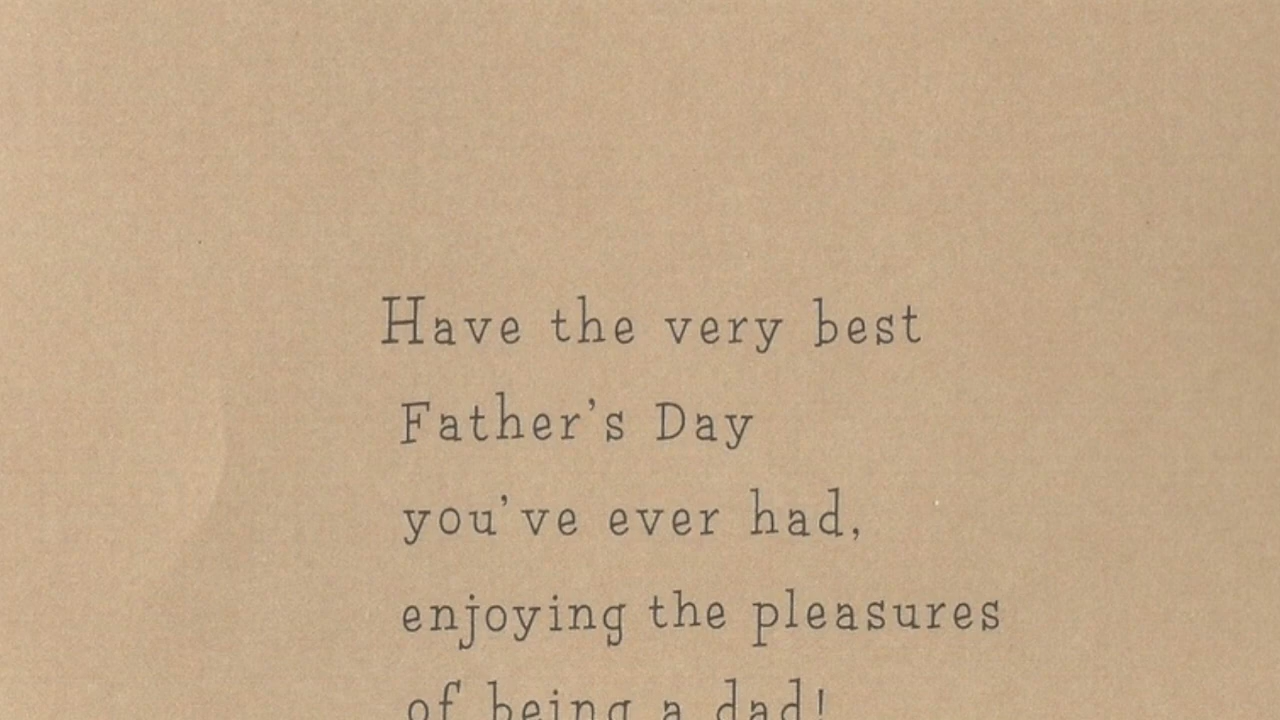 Have the very best
Father's Day
you've ever had,
enjoying the pleasures
of being a dad!